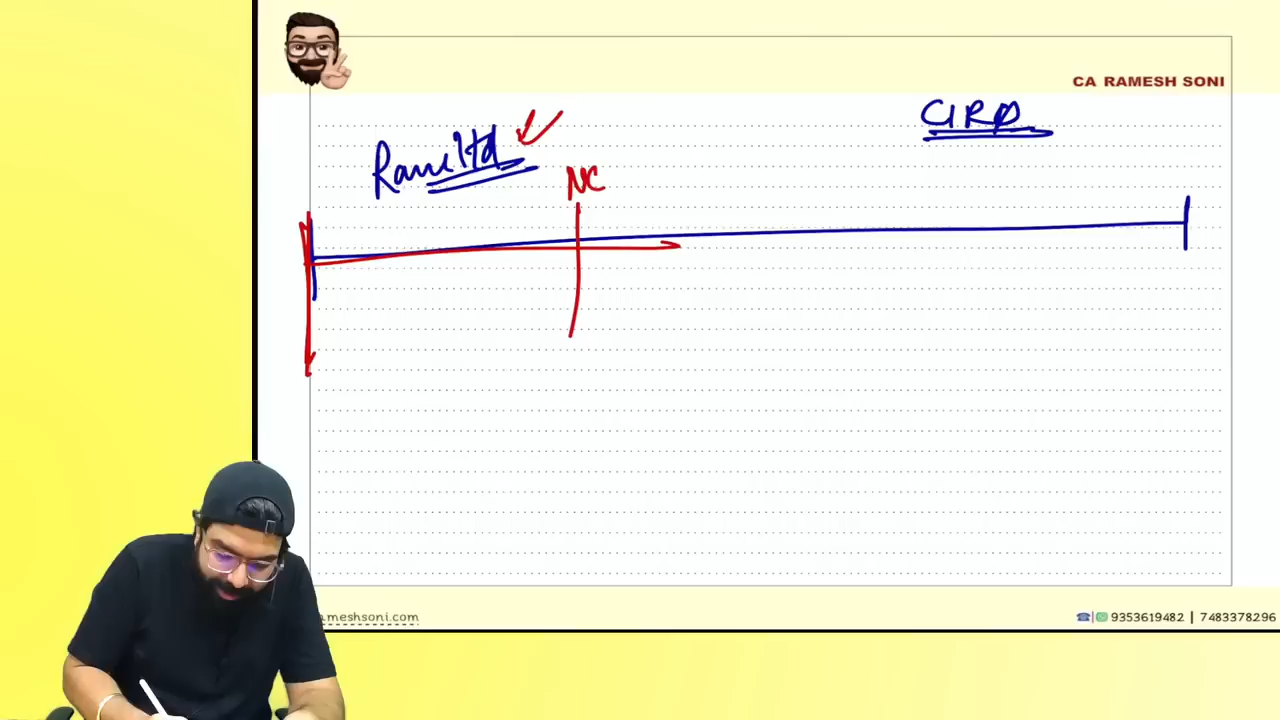 CA RAMESH SONI
CIRP
Ram ltd
NC
meshsoni.com
9353619482 | 7483378296